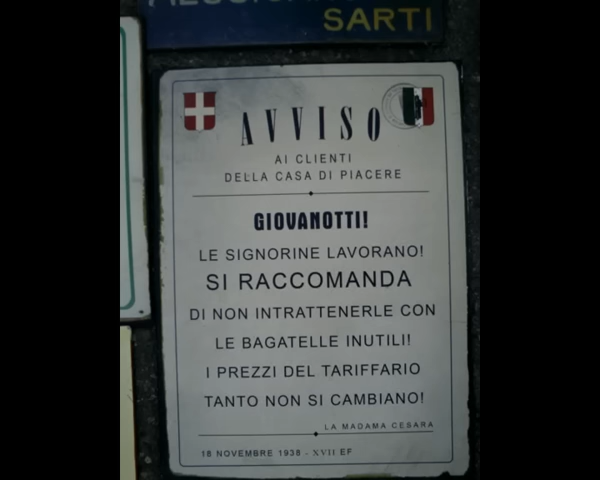 SARTI
AVVISO
AI CLIENTI
DELLA CASA DI PIACERE
GIOVANOTTI!
LE SIGNORINE LAVORANO!
SI RACCOMANDA
DI NON INTRATTENERLE CON
LE BAGATELLE INUTILI!
I PREZZI DEL TARIFFARIO
TANTO NON SI CAMBIANO!
LA MADAMA CESARA
18 NOVEMBRE 1938 - XVII EF